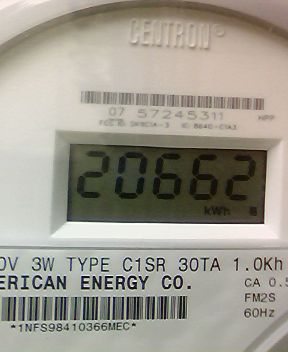 CENTRON®
07 57245311
HPP
20662
kWh
0V 3W TYPE C1SR 30TA 1.0Kh
ERICAN ENERGY CO.
CA 0.5
FM2S
60Hz
*1NFS98410366MEC*